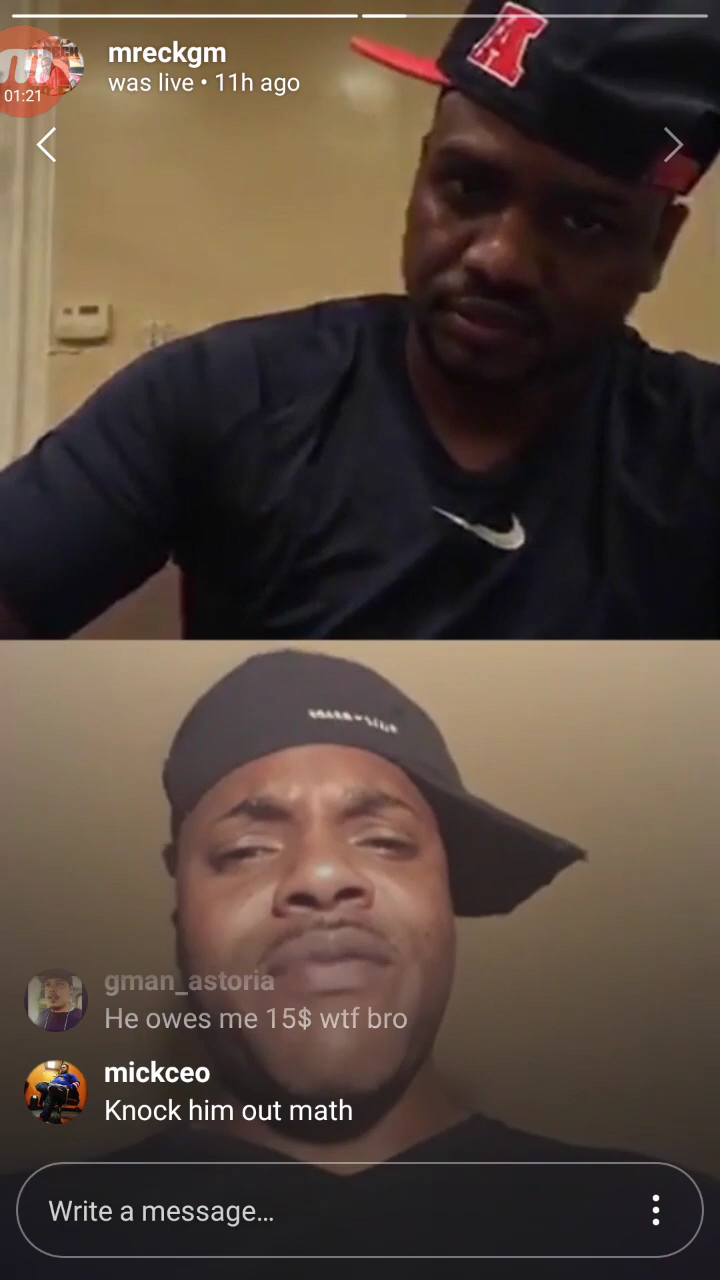 mreckgm
was live • 11h ago
01:21
A
gman_astoria
He owes me 15$ wtf bro
mickceo
Knock him out math
Write a message...